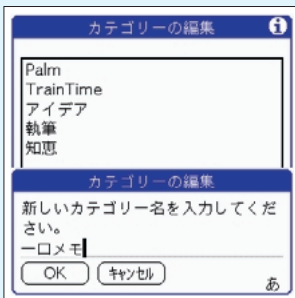 カテゴリーの編集
Palm
TrainTime
アイデア
執筆
知恵
カテゴリーの編集
新しいカテゴリー名を入力してくだ
さい。
一口メモ
OK キャンセル
あ